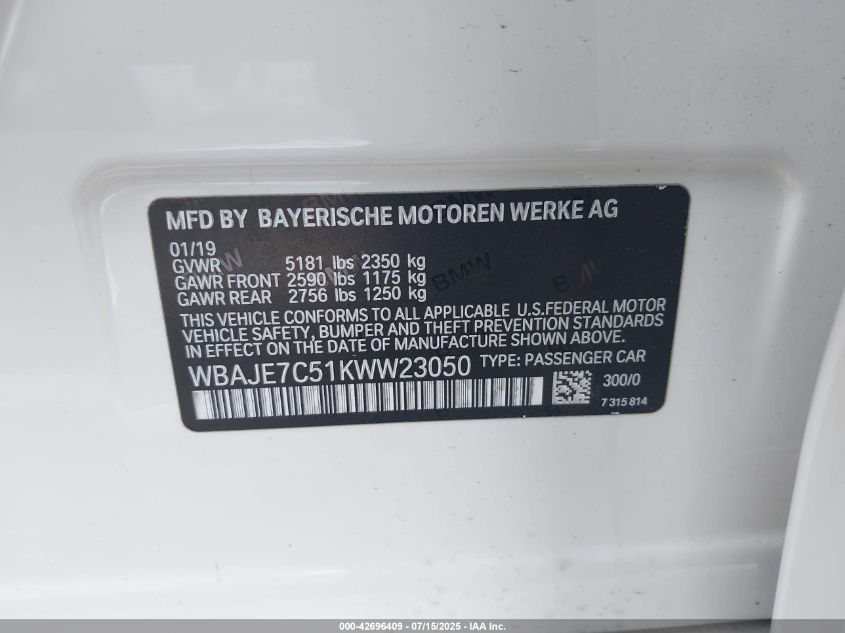 MFD BY BAYERISCHE MOTOREN WERKE AG
01/19
GVWR 5181 lbs 2350 kg
GAWR FRONT 2590 lbs 1175 kg
GAWR REAR 2756 lbs 1250 kg
THIS VEHICLE CONFORMS TO ALL APPLICABLE U.S.FEDERAL MOTOR
VEHICLE SAFETY, BUMPER AND THEFT PREVENTION STANDARDS
IN EFFECT ON THE DATE OF MANUFACTURE SHOWN ABOVE.
WBAJE7C51KWW23050 TYPE: PASSENGER CAR
300/0
7 315 814
000-42696409 - 07/15/2025 - IAA Inc.